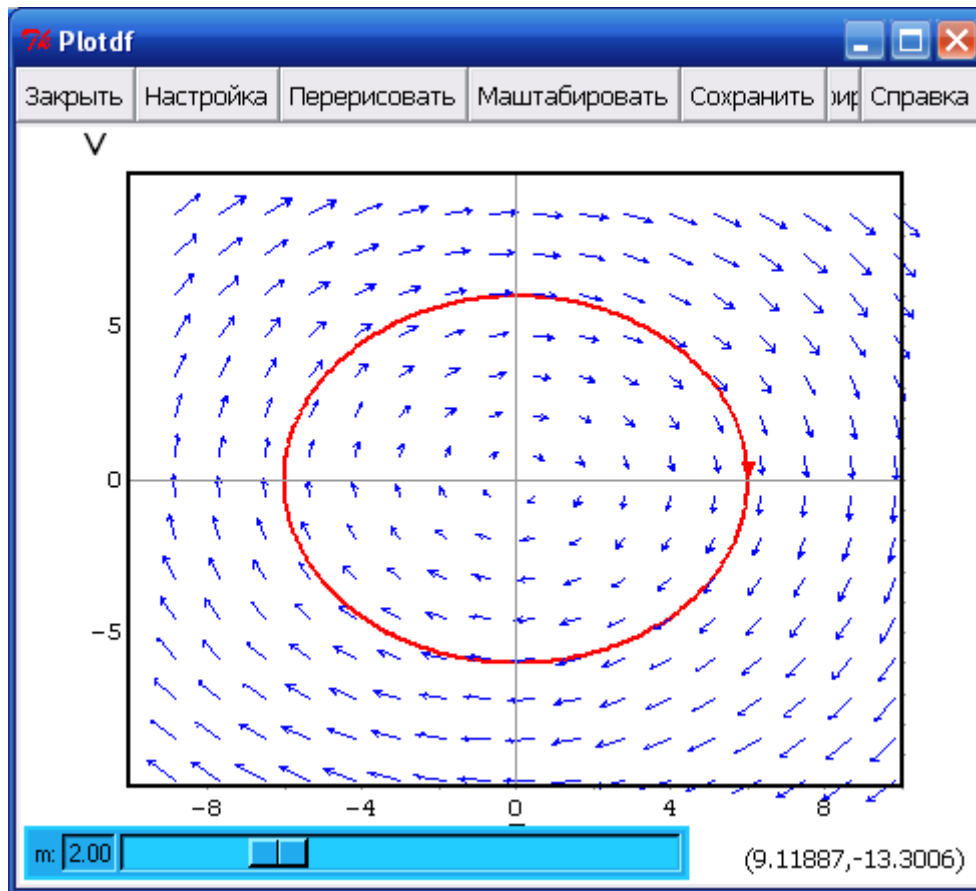 Plotdf
Закрыть Настройка Перерисовать Маштабировать Сохранить Справка
V
5
0
−5
−8 −4 0 4 8
m: 2.00
(9.11887,-13.3006)